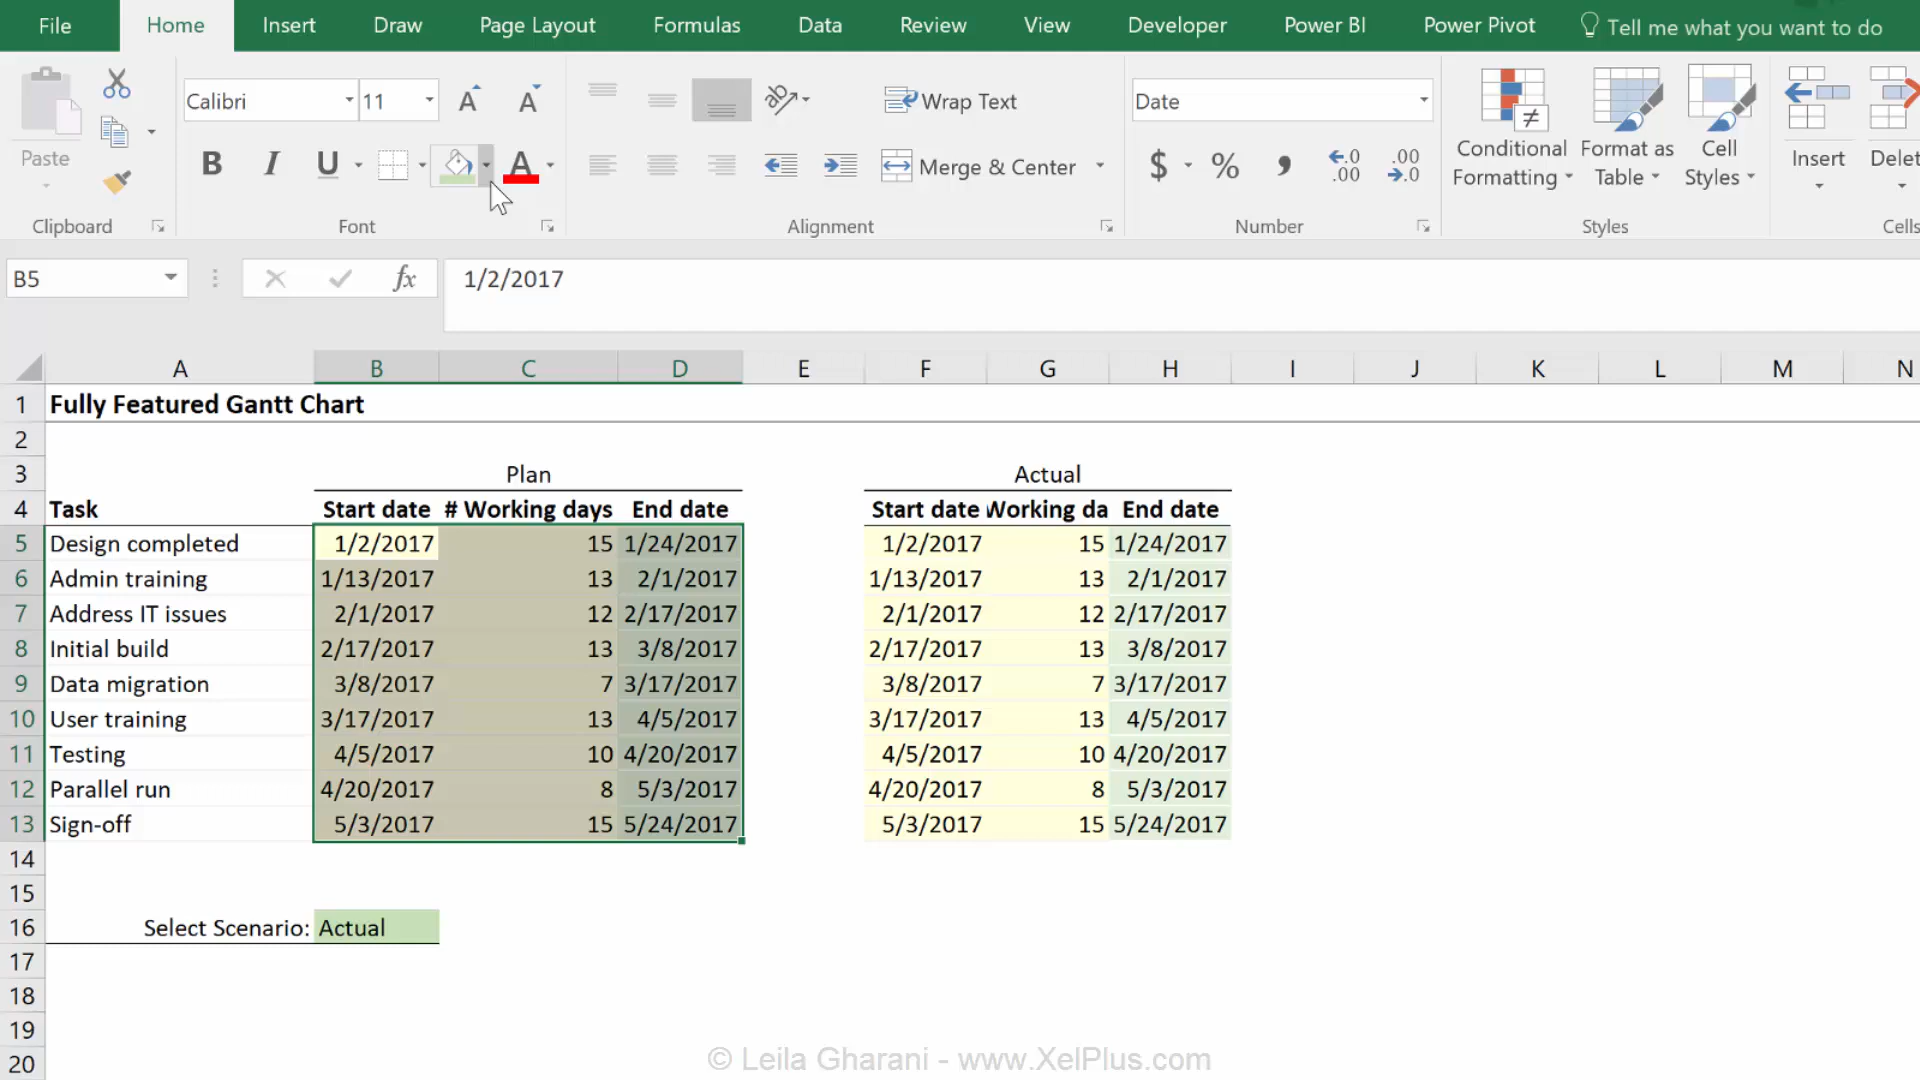 File Home Insert Draw Page Layout Formulas Data Review View Developer Power BI Power Pivot Tell me what you want to do
Calibri 11 Wrap Text Date
Paste B I U A Merge & Center $ % , .00 .00 Conditional Formatting Format as Table Cell Styles Insert
Clipboard Font Alignment Number Styles
B5 fx 1/2/2017
A B C D E F G H I J K L M N
1 Fully Featured Gantt Chart
2
3 Plan Actual
4 Task Start date # Working days End date Start date End date
5 Design completed 1/2/2017 15 1/24/2017 1/2/2017 15 1/24/2017
6 Admin training 1/13/2017 13 2/1/2017 1/13/2017 13 2/1/2017
7 Address IT issues 2/1/2017 12 2/17/2017 2/1/2017 12 2/17/2017
8 Initial build 2/17/2017 13 3/8/2017 2/17/2017 13 3/8/2017
9 Data migration 3/8/2017 7 3/17/2017 3/8/2017 7 3/17/2017
10 User training 3/17/2017 13 4/5/2017 3/17/2017 13 4/5/2017
11 Testing 4/5/2017 10 4/20/2017 4/5/2017 10 4/20/2017
12 Parallel run 4/20/2017 8 5/3/2017 4/20/2017 8 5/3/2017
13 Sign-off 5/3/2017 15 5/24/2017 5/3/2017 15 5/24/2017
14
15
16 Select Scenario: Actual
17
18
19
20
© Leila Gharani - www.XelPlus.com